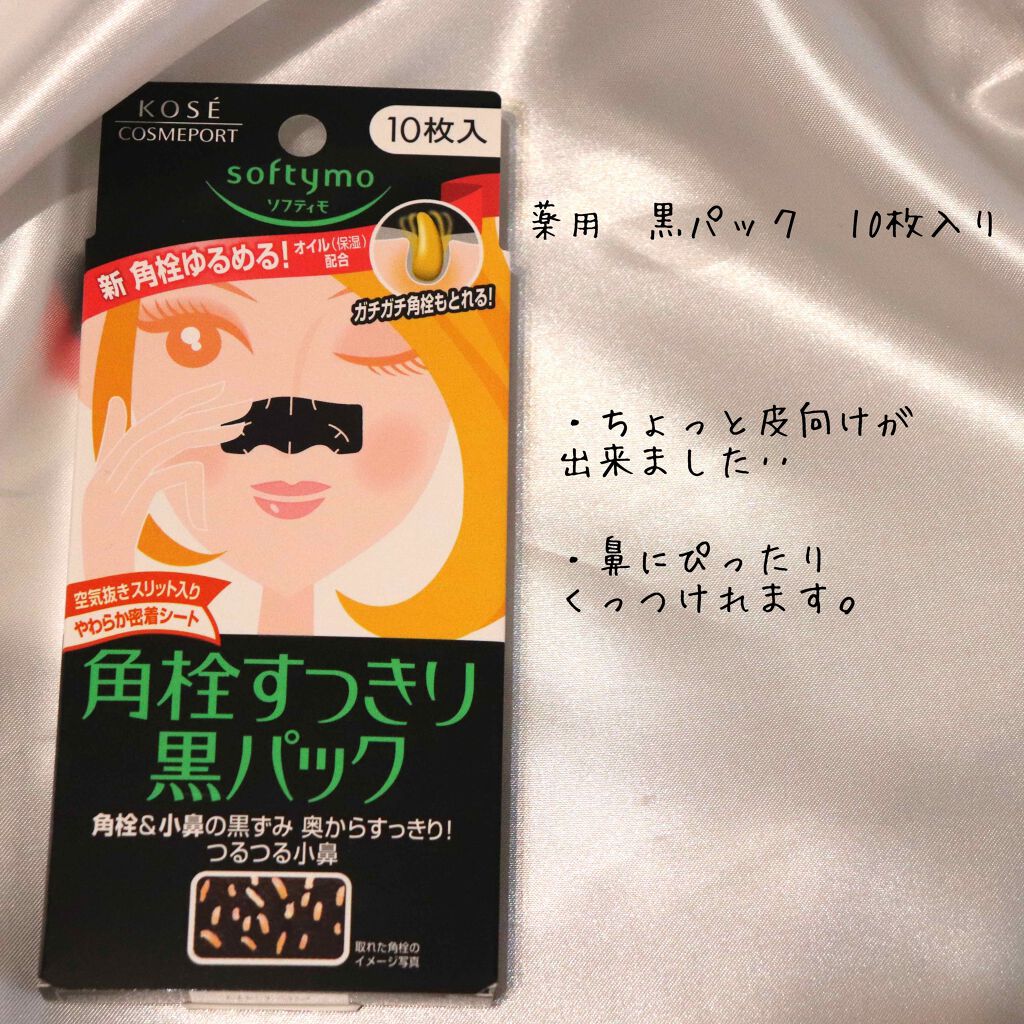 KOSÉ
COSMEPORT
10枚入
softymo
ソフティモ
新 角栓ゆるめる! オイル(保湿)配合
ガチガチ角栓もとれる!
空気抜きスリット入り
やわらか密着シート
角栓すっきり
黒パック
角栓&小鼻の黒ずみ 奥からすっきり!
つるつる小鼻
取れた角栓の
イメージ写真
薬用 黒パック 10枚入り
・ちょっと皮向けが
出来ました‥
・鼻にぴったり
くっつけれます。